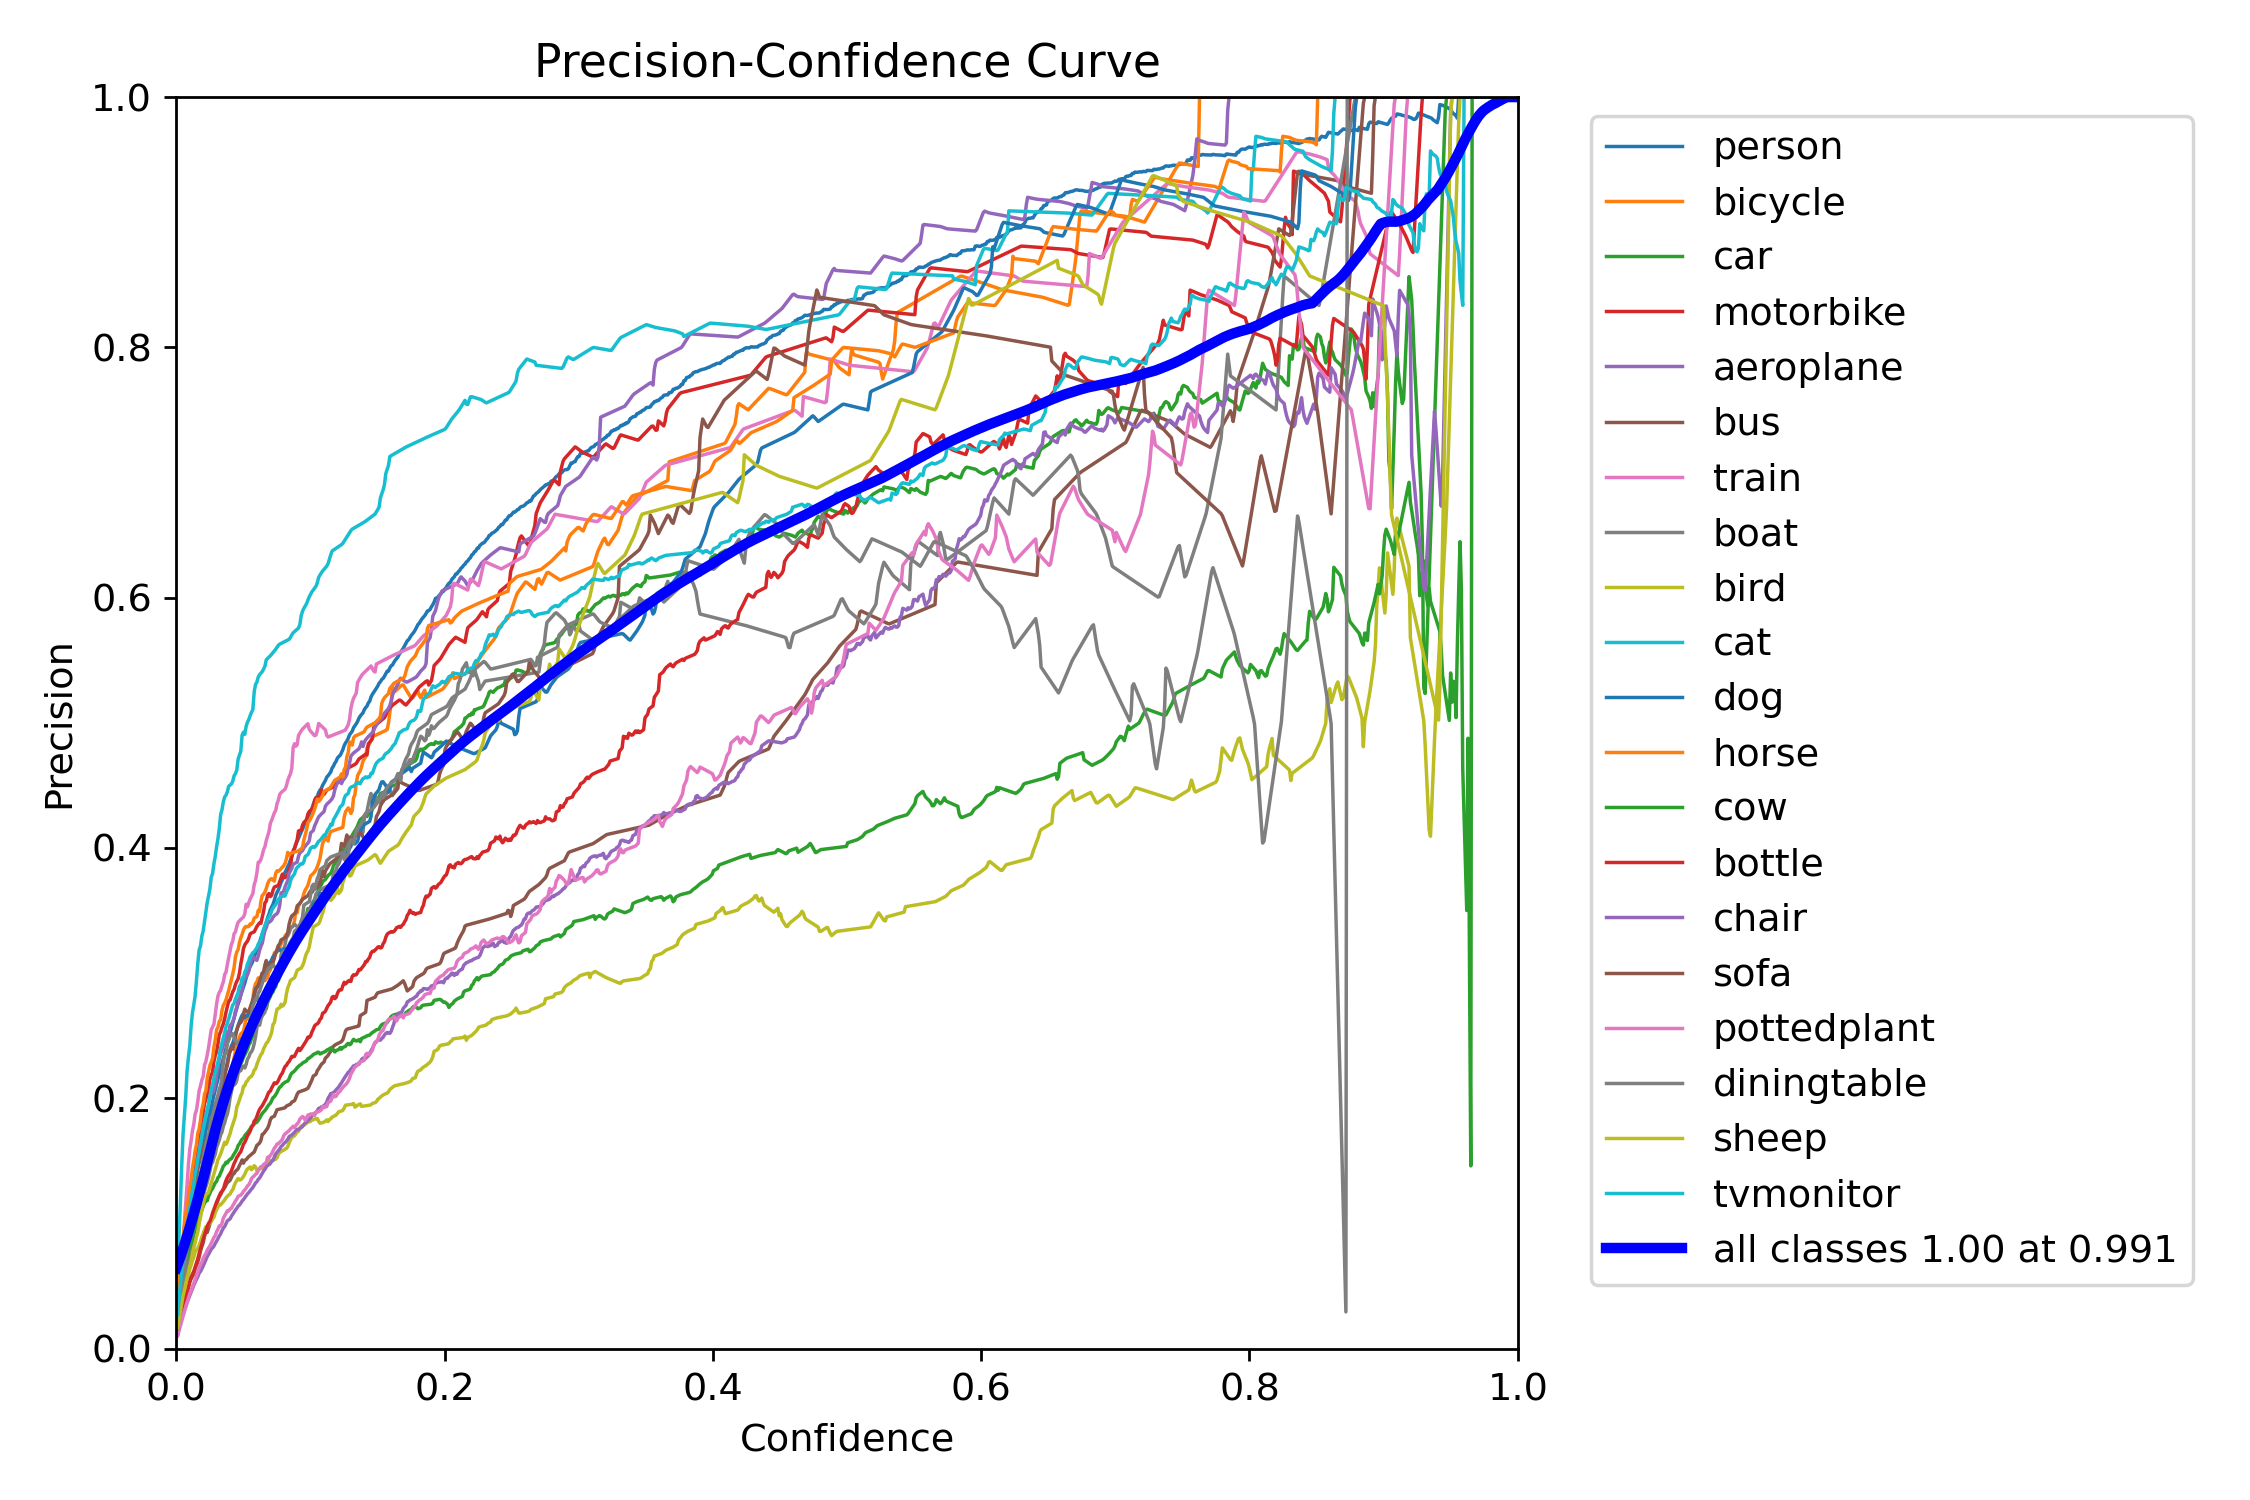 Precision-Confidence Curve
1.0
0.8
0.6
0.4
0.2
0.0
Precision
0.0 0.2 0.4 0.6 0.8 1.0
Confidence
person
bicycle
car
motorbike
aeroplane
bus
train
boat
bird
cat
dog
horse
cow
bottle
chair
sofa
pottedplant
diningtable
sheep
tvmonitor
all classes 1.00 at 0.991